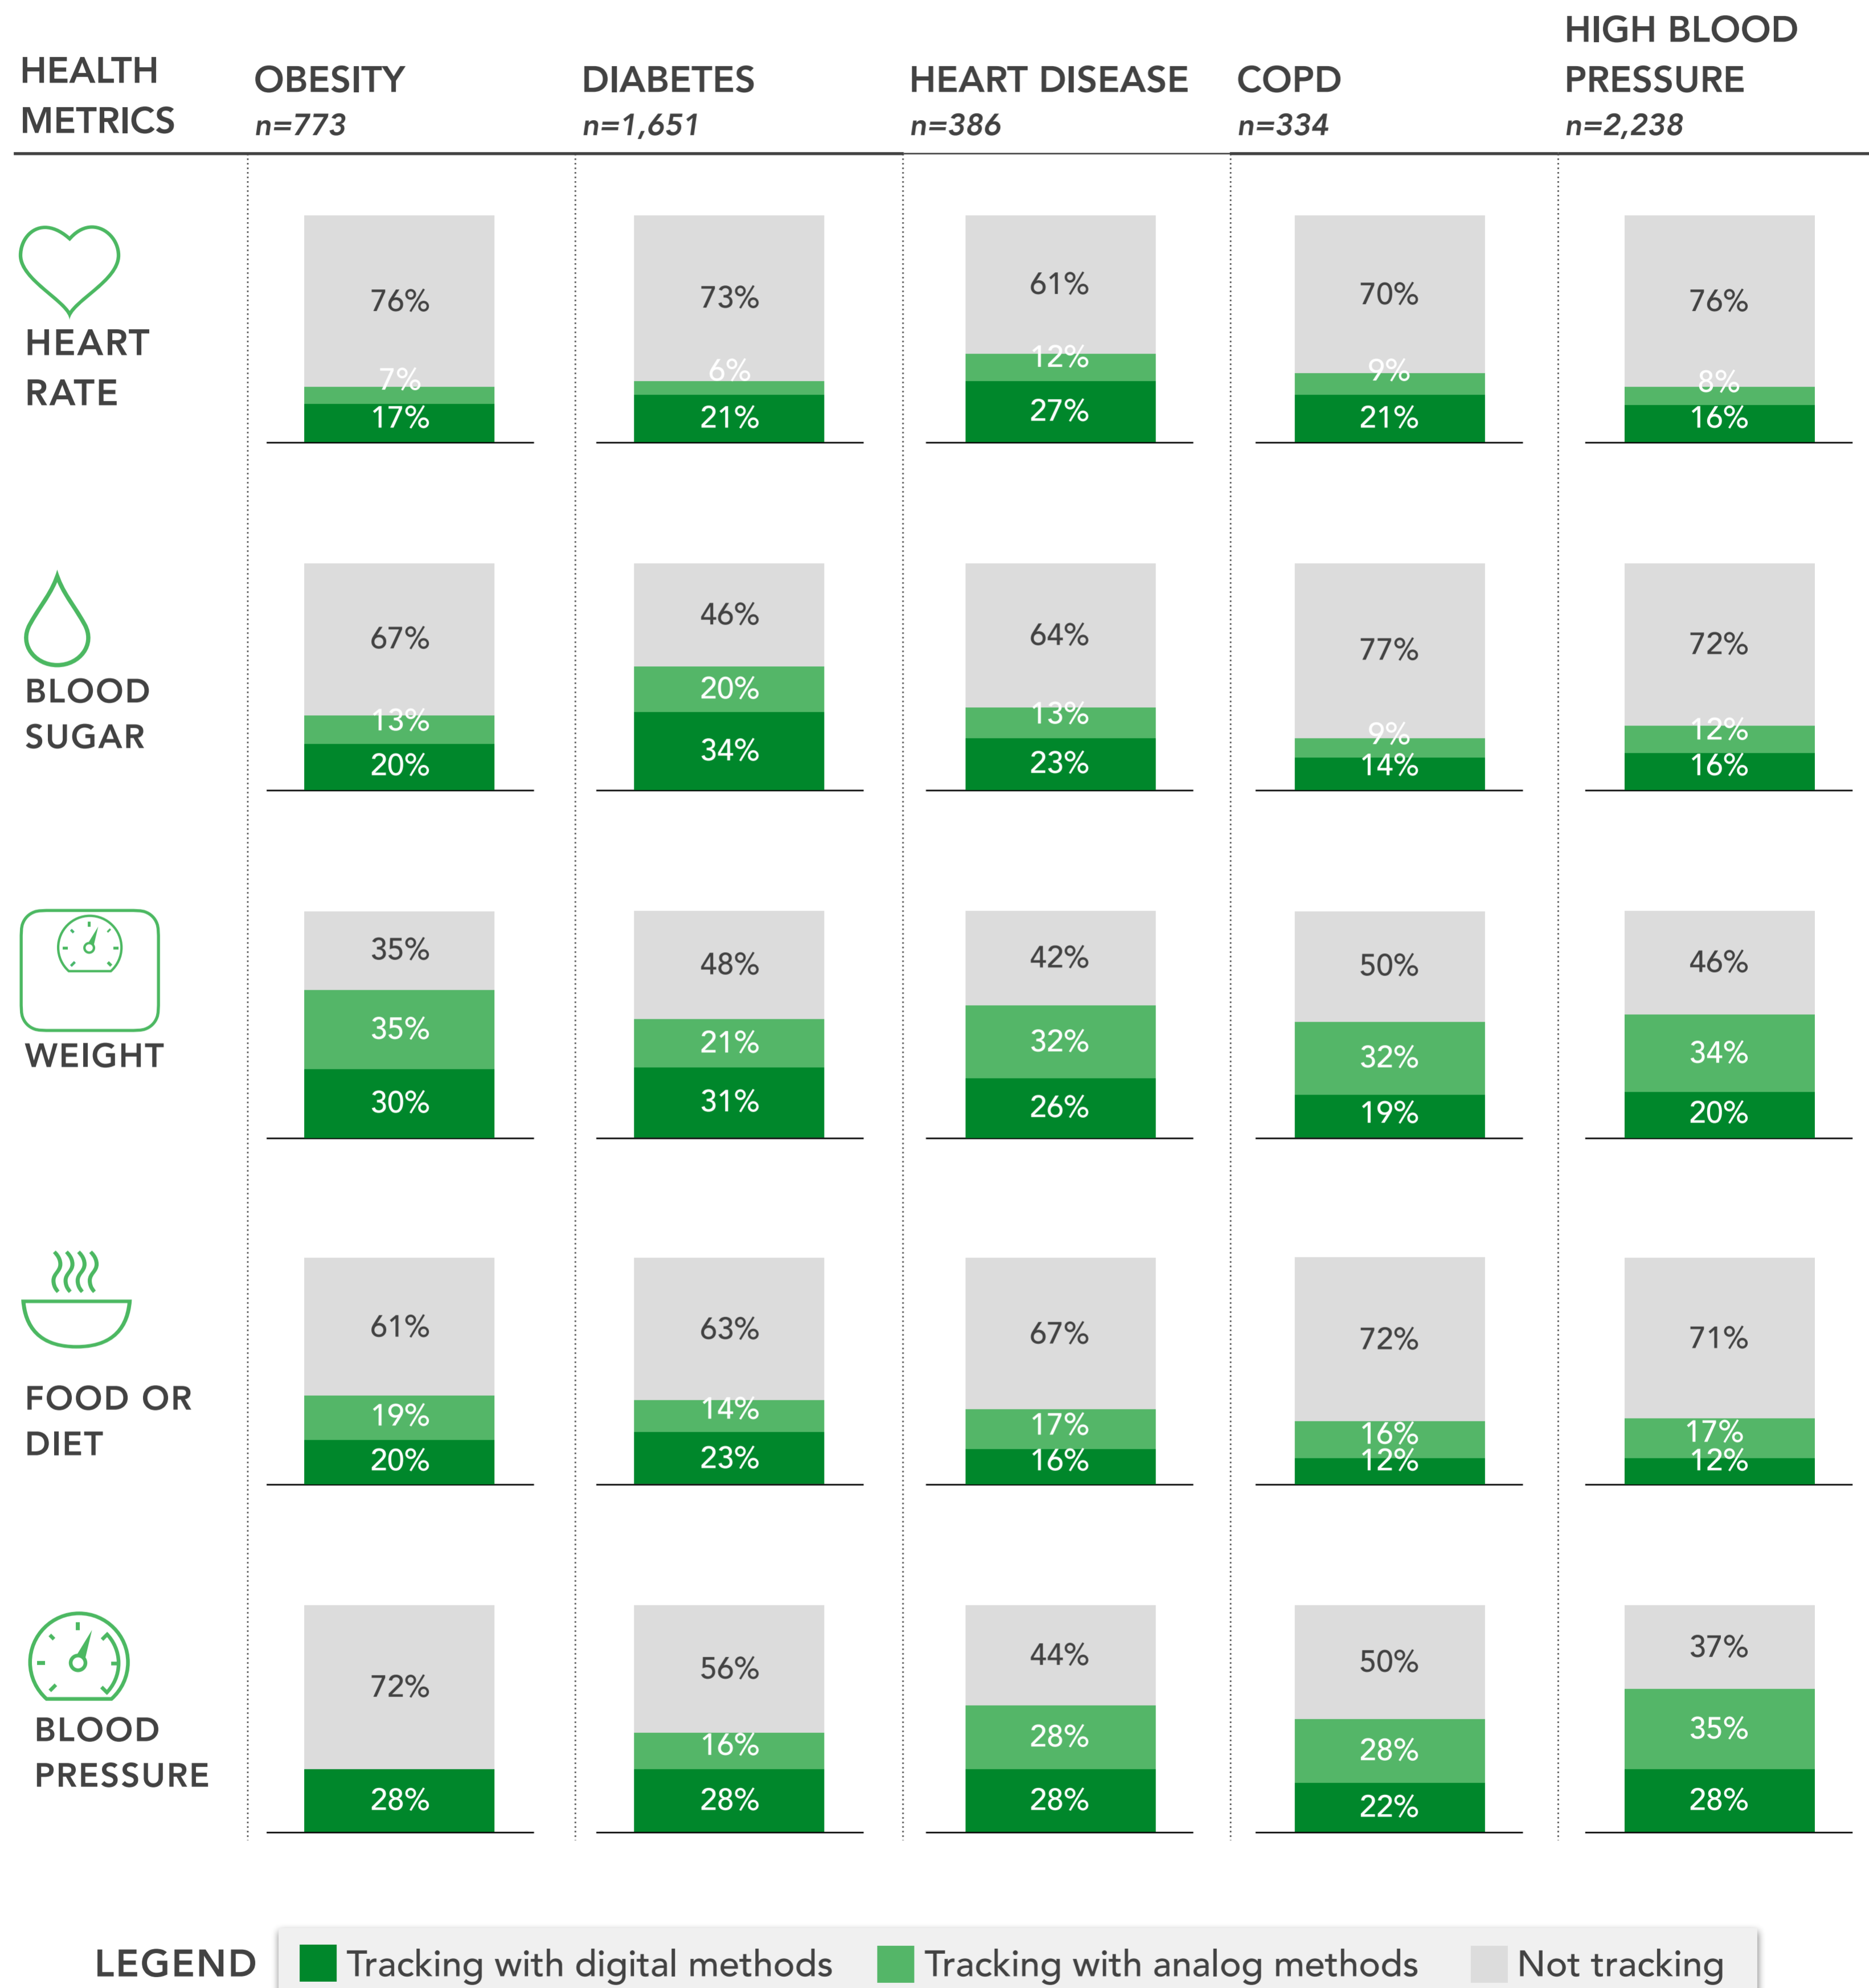 HEALTH
METRICS
OBESITY
n=773
DIABETES
n=1,651
HEART DISEASE
n=386
COPD
n=334
HIGH BLOOD
PRESSURE
n=2,238
HEART
RATE
76%
7%
17%
73%
6%
21%
61%
12%
27%
70%
9%
21%
76%
8%
16%
BLOOD
SUGAR
67%
13%
20%
46%
20%
34%
64%
13%
23%
77%
9%
14%
72%
12%
16%
WEIGHT
35%
35%
30%
48%
21%
31%
42%
32%
26%
50%
32%
19%
46%
34%
20%
FOOD OR
DIET
61%
19%
20%
63%
14%
23%
67%
17%
16%
72%
16%
12%
71%
17%
12%
BLOOD
PRESSURE
72%
28%
56%
16%
28%
44%
28%
28%
50%
28%
22%
37%
35%
28%
LEGEND
Tracking with digital methods
Tracking with analog methods
Not tracking